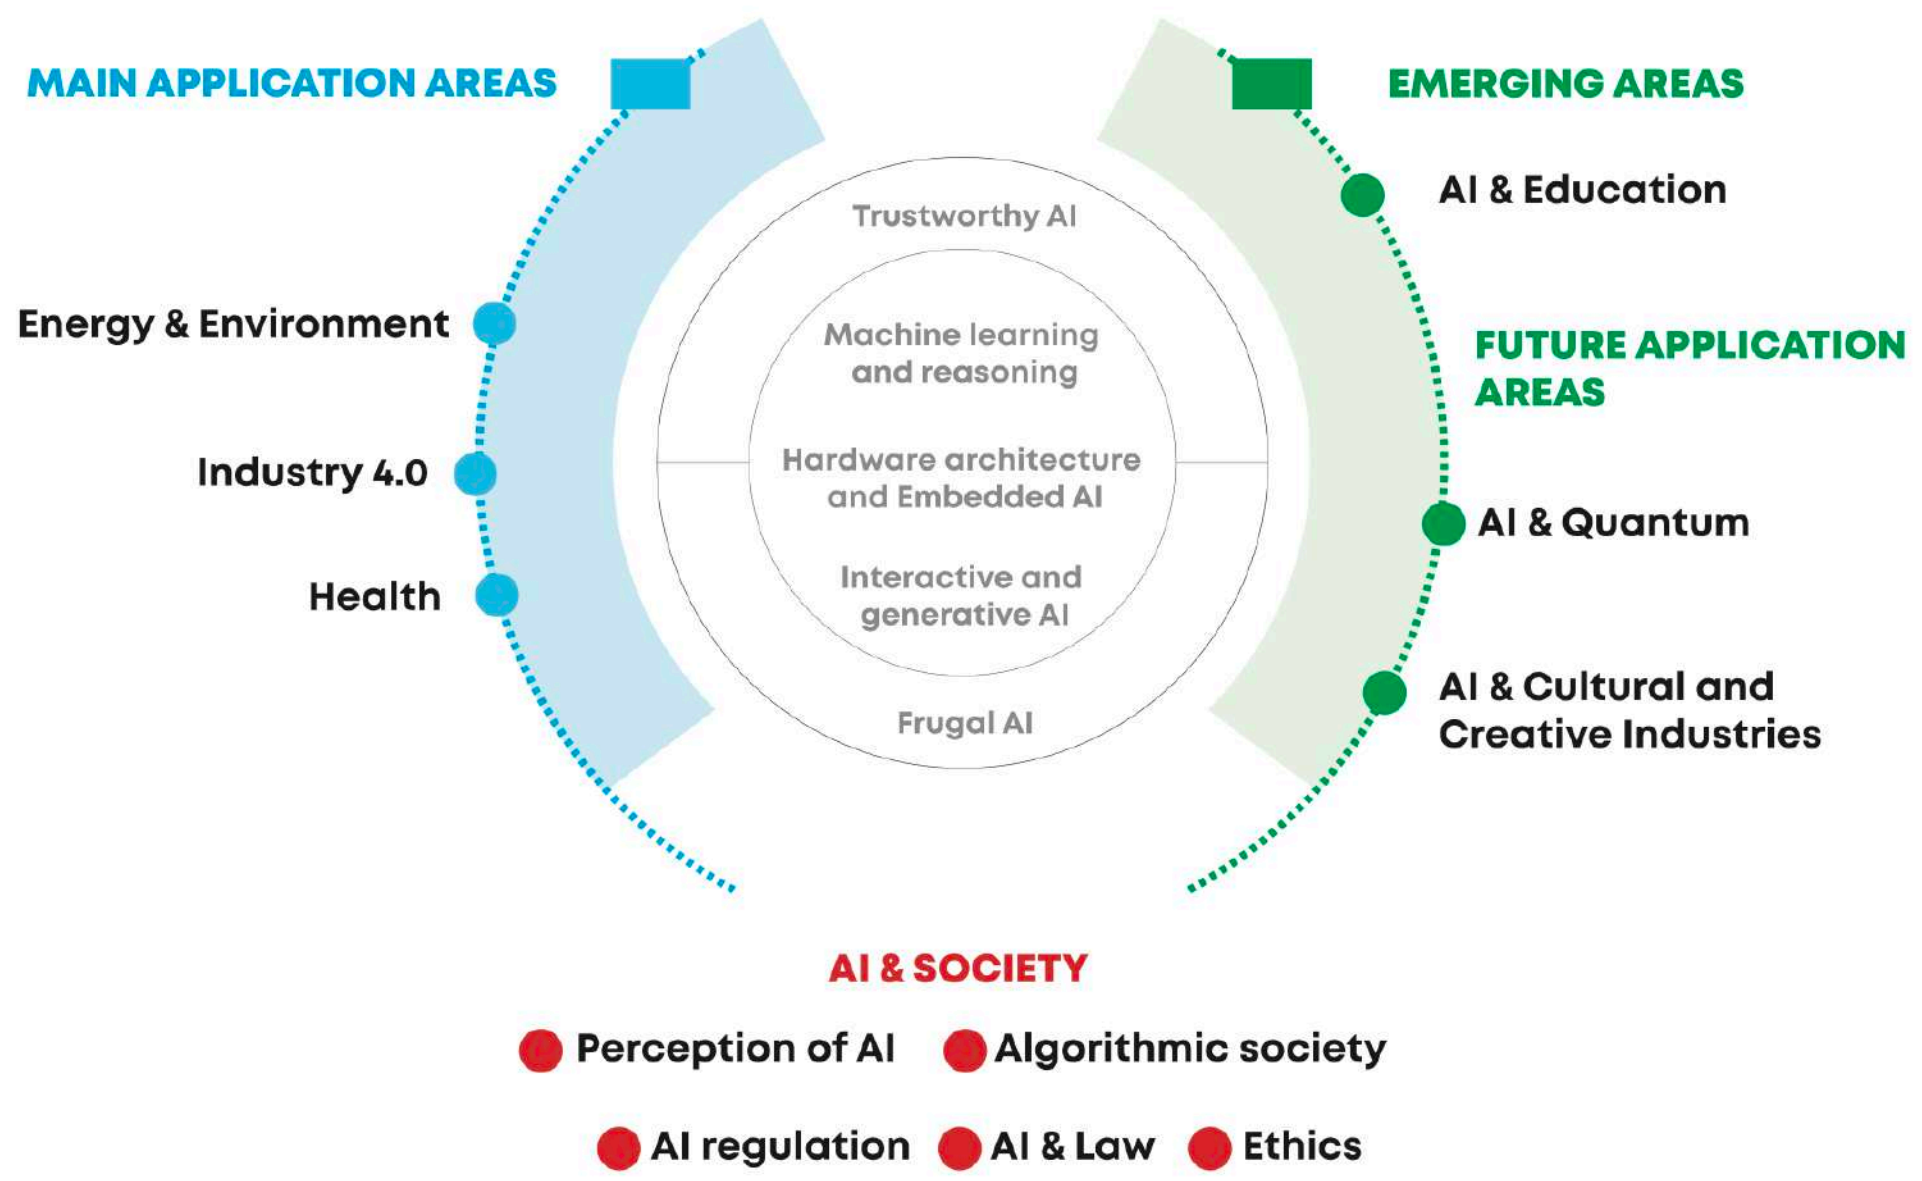 MAIN APPLICATION AREAS
Energy & Environment
Industry 4.0
Health
Trustworthy AI
Machine learning
and reasoning
Hardware architecture
and Embedded AI
Interactive and
generative AI
Frugal AI
EMERGING AREAS
AI & Education
FUTURE APPLICATION
AREAS
AI & Quantum
AI & Cultural and
Creative Industries
AI & SOCIETY
Perception of AI
Algorithmic society
AI regulation
AI & Law
Ethics